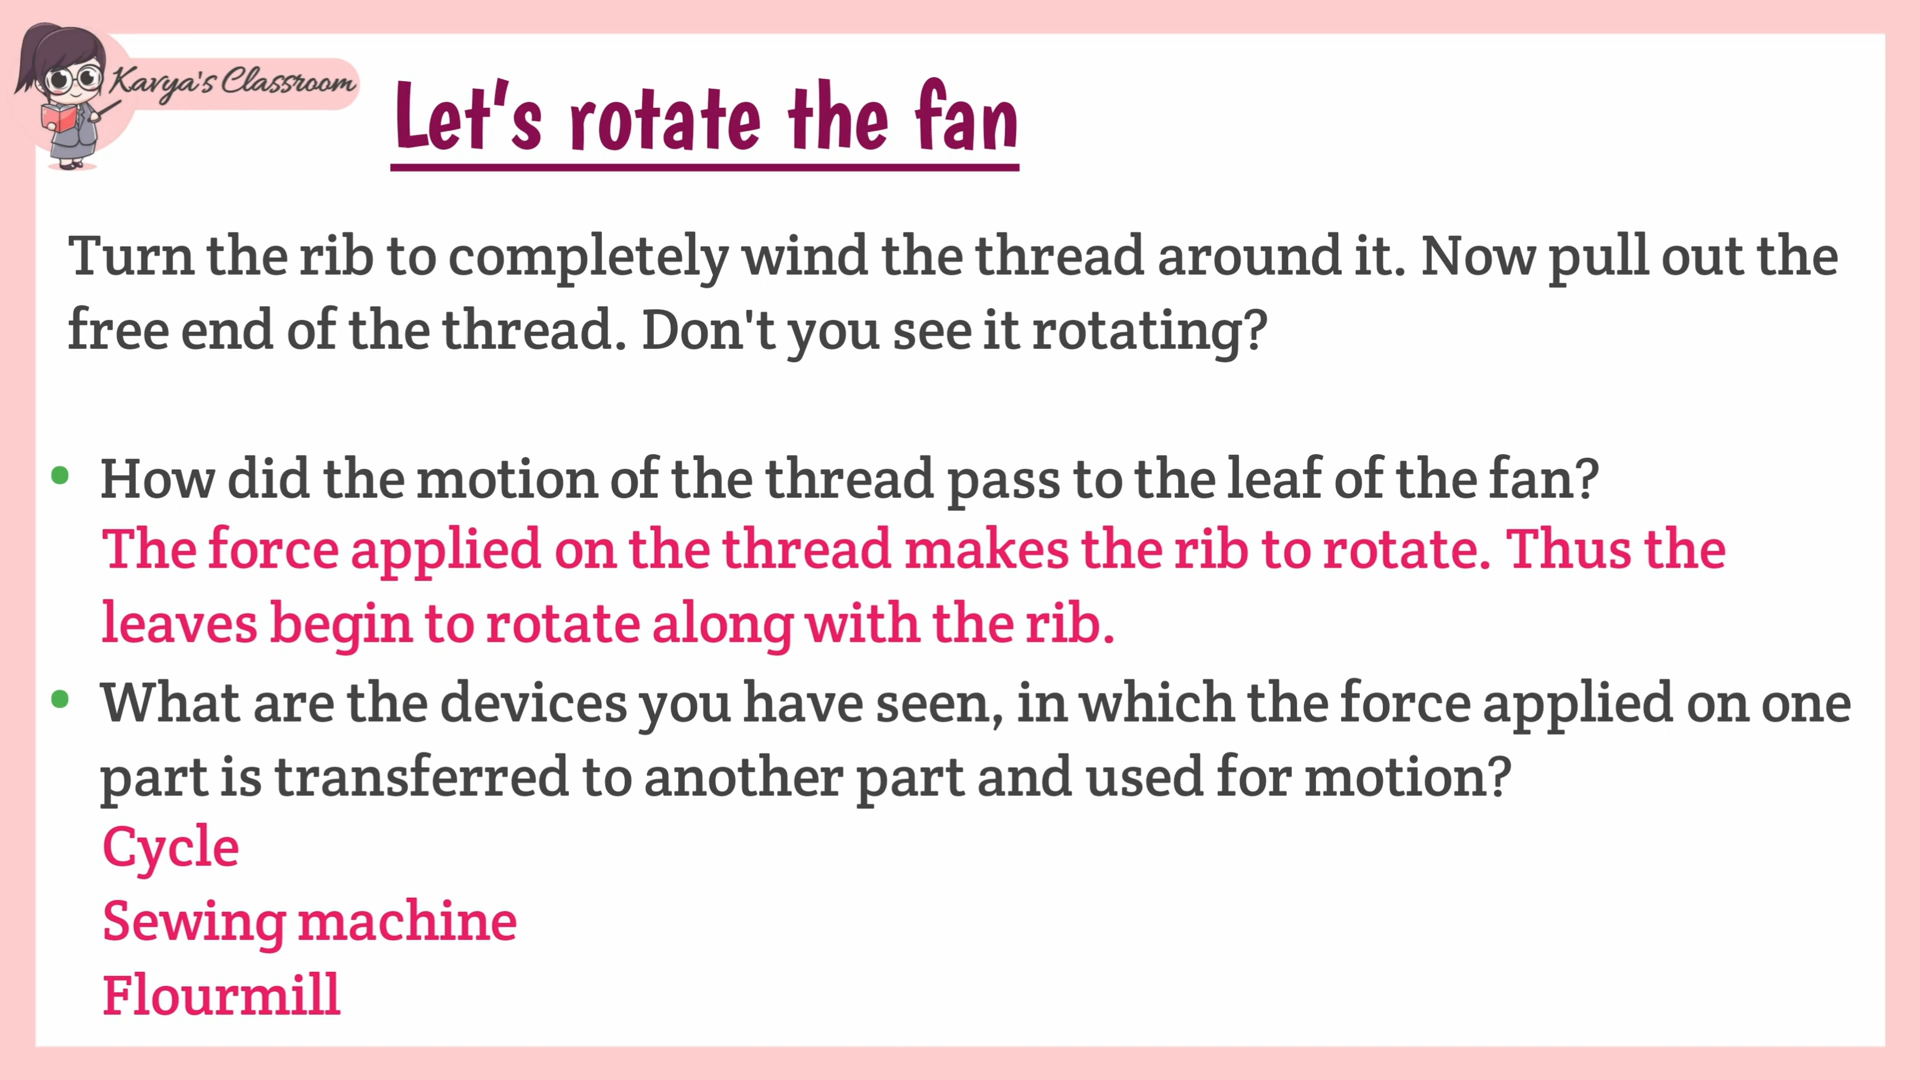 Kavya's Classroom
Let's rotate the fan
Turn the rib to completely wind the thread around it. Now pull out the
free end of the thread. Don't you see it rotating?
• How did the motion of the thread pass to the leaf of the fan?
The force applied on the thread makes the rib to rotate. Thus the
leaves begin to rotate along with the rib.
• What are the devices you have seen, in which the force applied on one
part is transferred to another part and used for motion?
Cycle
Sewing machine
Flourmill